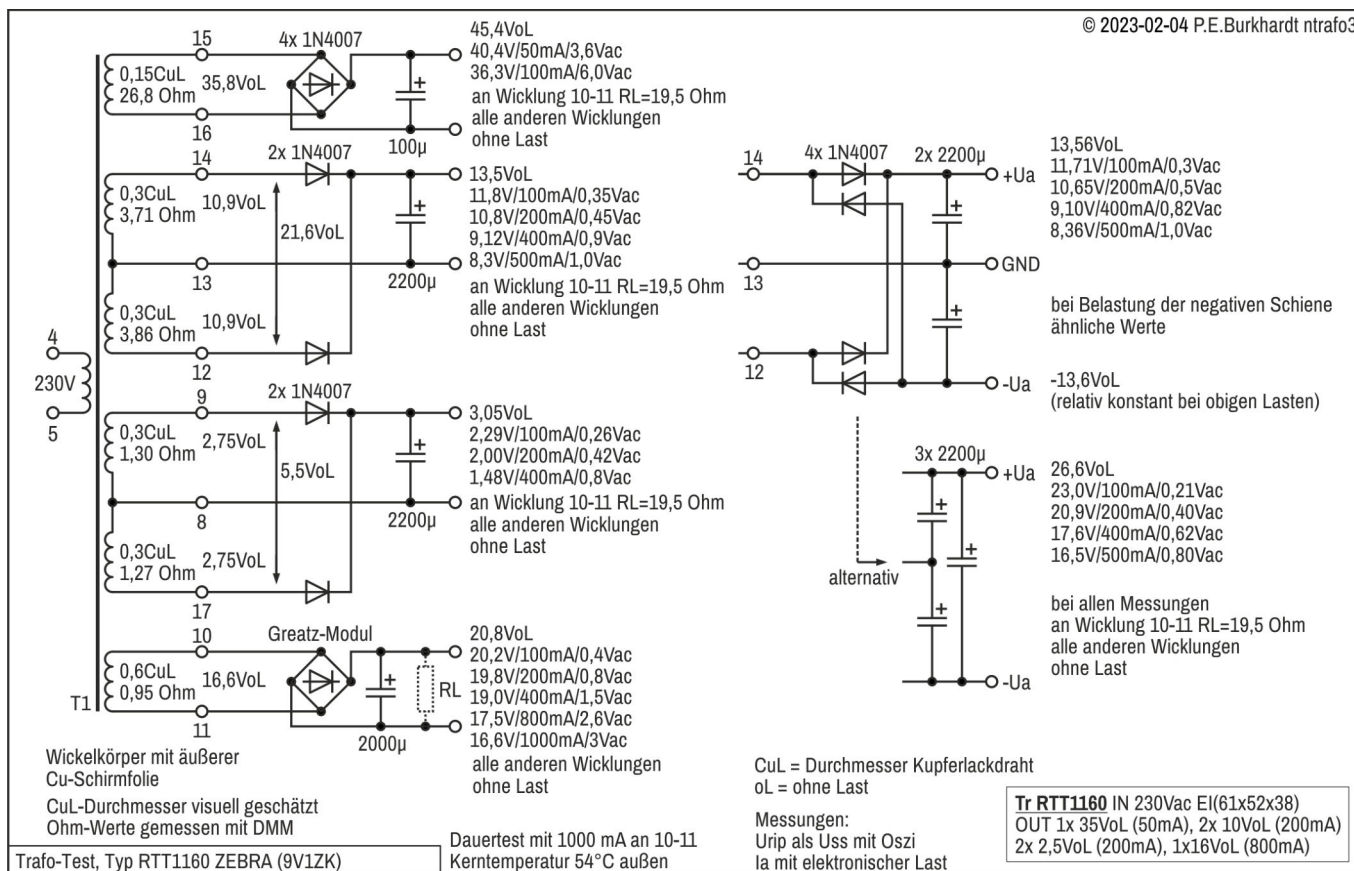 © 2023-02-04 P.E.Burkhardt ntrafo3
15
4x 1N4007
0,15CuL
26,8 Ohm
35,8VoL
+
16
100µ
45,4VoL
40,4V/50mA/3,6Vac
36,3V/100mA/6,0Vac
an Wicklung 10-11 RL=19,5 Ohm
alle anderen Wicklungen
ohne Last
14
2x 1N4007
0,3CuL
3,71 Ohm
10,9VoL
21,6VoL
+
13
2200µ
0,3CuL
3,86 Ohm
10,9VoL
12
13,5VoL
11,8V/100mA/0,35Vac
10,8V/200mA/0,45Vac
9,12V/400mA/0,9Vac
8,3V/500mA/1,0Vac
an Wicklung 10-11 RL=19,5 Ohm
alle anderen Wicklungen
ohne Last
4
230V
5
9
2x 1N4007
0,3CuL
1,30 Ohm
2,75VoL
5,5VoL
+
8
2200µ
0,3CuL
1,27 Ohm
2,75VoL
17
3,05VoL
2,29V/100mA/0,26Vac
2,00V/200mA/0,42Vac
1,48V/400mA/0,8Vac
an Wicklung 10-11 RL=19,5 Ohm
alle anderen Wicklungen
ohne Last
10
Greatz-Modul
0,6CuL
0,95 Ohm
16,6VoL
+
RL
T1
11
2000µ
20,8VoL
20,2V/100mA/0,4Vac
19,8V/200mA/0,8Vac
19,0V/400mA/1,5Vac
17,5V/800mA/2,6Vac
16,6V/1000mA/3Vac
alle anderen Wicklungen
ohne Last
14
4x 1N4007
2x 2200µ
+Ua
+
13
GND
+
12
-Ua
13,56VoL
11,71V/100mA/0,3Vac
10,65V/200mA/0,5Vac
9,10V/400mA/0,82Vac
8,36V/500mA/1,0Vac
bei Belastung der negativen Schiene
ähnliche Werte
-13,6VoL
(relativ konstant bei obigen Lasten)
3x 2200µ
+Ua
+
+
alternativ
+
-Ua
26,6VoL
23,0V/100mA/0,21Vac
20,9V/200mA/0,40Vac
17,6V/400mA/0,62Vac
16,5V/500mA/0,80Vac
bei allen Messungen
an Wicklung 10-11 RL=19,5 Ohm
alle anderen Wicklungen
ohne Last
Wickelkörper mit äußerer
Cu-Schirmfolie
CuL-Durchmesser visuell geschätzt
Ohm-Werte gemessen mit DMM
Trafo-Test, Typ RTT1160 ZEBRA (9V1ZK)
Dauertest mit 1000 mA an 10-11
Kerntemperatur 54°C außen
CuL = Durchmesser Kupferlackdraht
oL = ohne Last
Messungen:
Urip als Uss mit Oszi
Ia mit elektronischer Last
Tr RTT1160 IN 230Vac EI(61x52x38)
OUT 1x 35VoL (50mA), 2x 10VoL (200mA)
2x 2,5VoL (200mA), 1x16VoL (800mA)